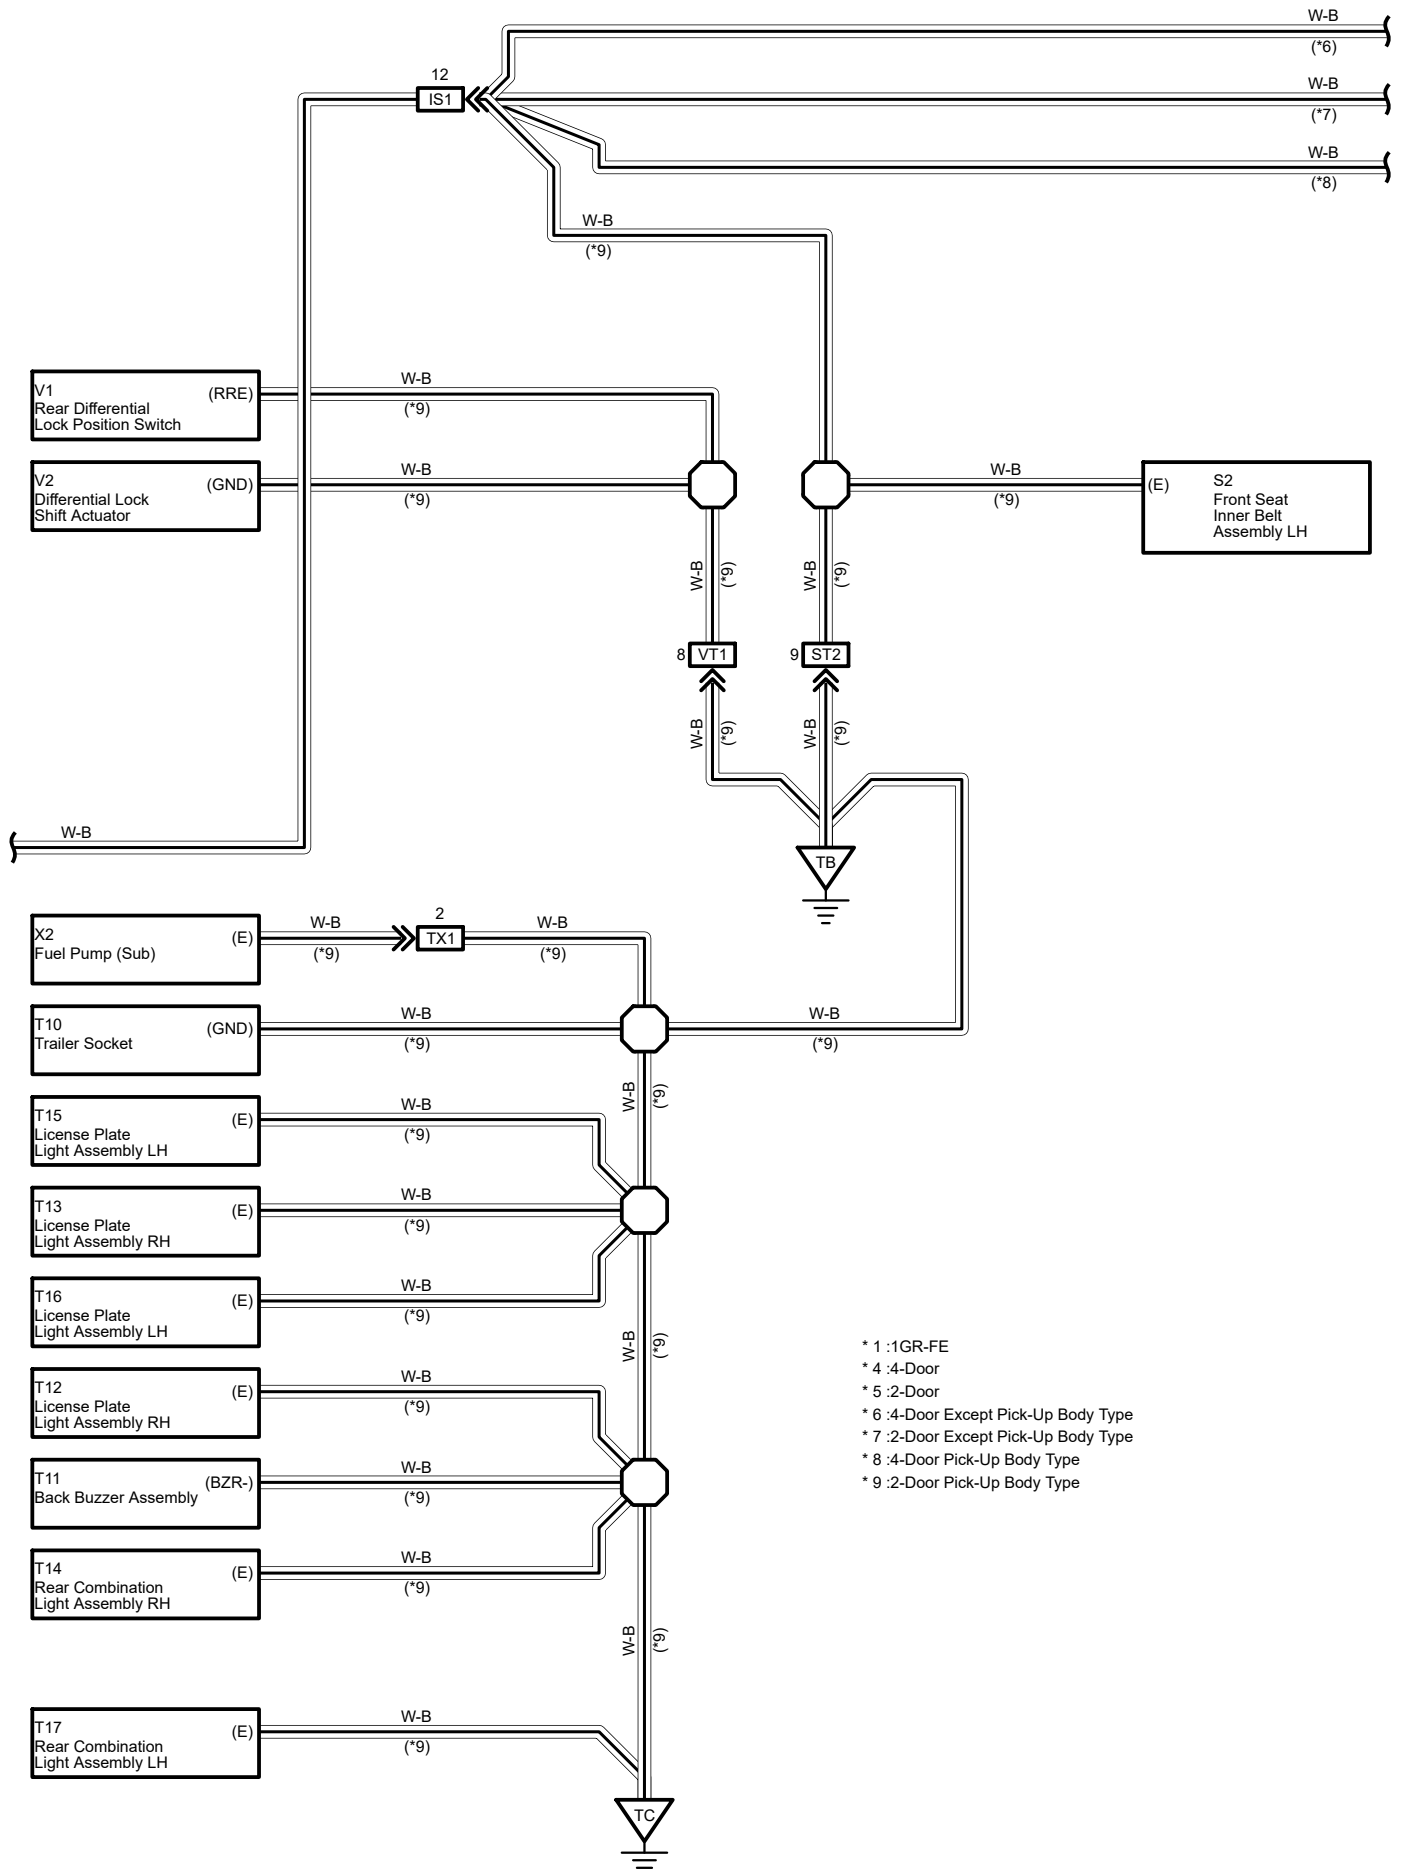 W-B
(*6)
12
IS1
W-B
(*7)
W-B
(*8)
W-B
(*9)
V1
Rear Differential
Lock Position Switch
(RRE)
W-B
(*9)
V2
Differential Lock
Shift Actuator
(GND)
W-B
(*9)
W-B
(*9)
(E)
S2
Front Seat
Inner Belt
Assembly LH
W-B
(*9)
W-B
(*9)
8
VT1
9
ST2
W-B
(*9)
W-B
(*9)
W-B
TB
X2
Fuel Pump (Sub)
(E)
W-B
(*9)
2
TX1
W-B
(*9)
T10
Trailer Socket
(GND)
W-B
(*9)
W-B
(*9)
W-B
(*9)
T15
License Plate
Light Assembly LH
(E)
W-B
(*9)
T13
License Plate
Light Assembly RH
(E)
W-B
(*9)
T16
License Plate
Light Assembly LH
(E)
W-B
(*9)
W-B
(*9)
T12
License Plate
Light Assembly RH
(E)
W-B
(*9)
T11
Back Buzzer Assembly
(BZR-)
W-B
(*9)
T14
Rear Combination
Light Assembly RH
(E)
W-B
(*9)
W-B
(*9)
T17
Rear Combination
Light Assembly LH
(E)
W-B
(*9)
TC
* 1 :1GR-FE
* 4 :4-Door
* 5 :2-Door
* 6 :4-Door Except Pick-Up Body Type
* 7 :2-Door Except Pick-Up Body Type
* 8 :4-Door Pick-Up Body Type
* 9 :2-Door Pick-Up Body Type